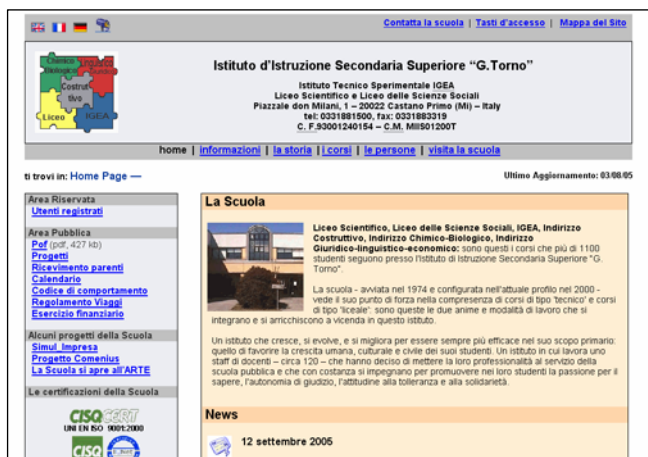 Contatta la scuola | Tasti d'accesso | Mappa del Sito
Chimico Biologico
Linguistico Giuridico
Costrut tivo
Liceo
IGEA
Istituto d'Istruzione Secondaria Superiore "G.Torno"
Istituto Tecnico Sperimentale IGEA
Liceo Scientifico e Liceo delle Scienze Sociali
Piazzale don Milani, 1 – 20022 Castano Primo (Mi) – Italy
tel: 0331881500, fax: 0331883319
C. F.93001240154 – C.M. MIIS01200T
home | informazioni | la storia | i corsi | le persone | visita la scuola
ti trovi in: Home Page —
Ultimo Aggiornamento: 03/08/05
Area Riservata
Utenti registrati
Area Pubblica
Pof (pdf, 427 kb)
Progetti
Ricevimento parenti
Calendario
Codice di comportamento
Regolamento Viaggi
Esercizio finanziario
Alcuni progetti della Scuola
Simul_Impresa
Progetto Comenius
La Scuola si apre all'ARTE
Le certificazioni della Scuola
CISQCERT
UNI EN ISO 9001:2000
CISQ
La Scuola
Liceo Scientifico, Liceo delle Scienze Sociali, IGEA, Indirizzo
Costruttivo, Indirizzo Chimico-Biologico, Indirizzo
Giuridico-linguistico-economico: sono questi i corsi che più di 1100
studenti seguono presso l'Istituto di Istruzione Secondaria Superiore "G.
Torno".
La scuola - avviata nel 1974 e configurata nell'attuale profilo nel 2000 -
vede il suo punto di forza nella compresenza di corsi di tipo 'tecnico' e corsi
di tipo 'liceale': sono queste le due anime e modalità di lavoro che si
integrano e si arricchiscono a vicenda in questo istituto.
Un istituto che cresce, si evolve, e si migliora per essere sempre più efficace nel suo scopo primario:
quello di favorire la crescita umana, culturale e civile dei suoi studenti. Un istituto in cui lavora uno
staff di docenti – circa 120 – che hanno deciso di mettere la loro professionalità al servizio della
scuola pubblica e che con costanza si impegnano per promuovere nei loro studenti la passione per il
sapere, l'autonomia di giudizio, l'attitudine alla tolleranza e alla solidarietà.
News
12 settembre 2005